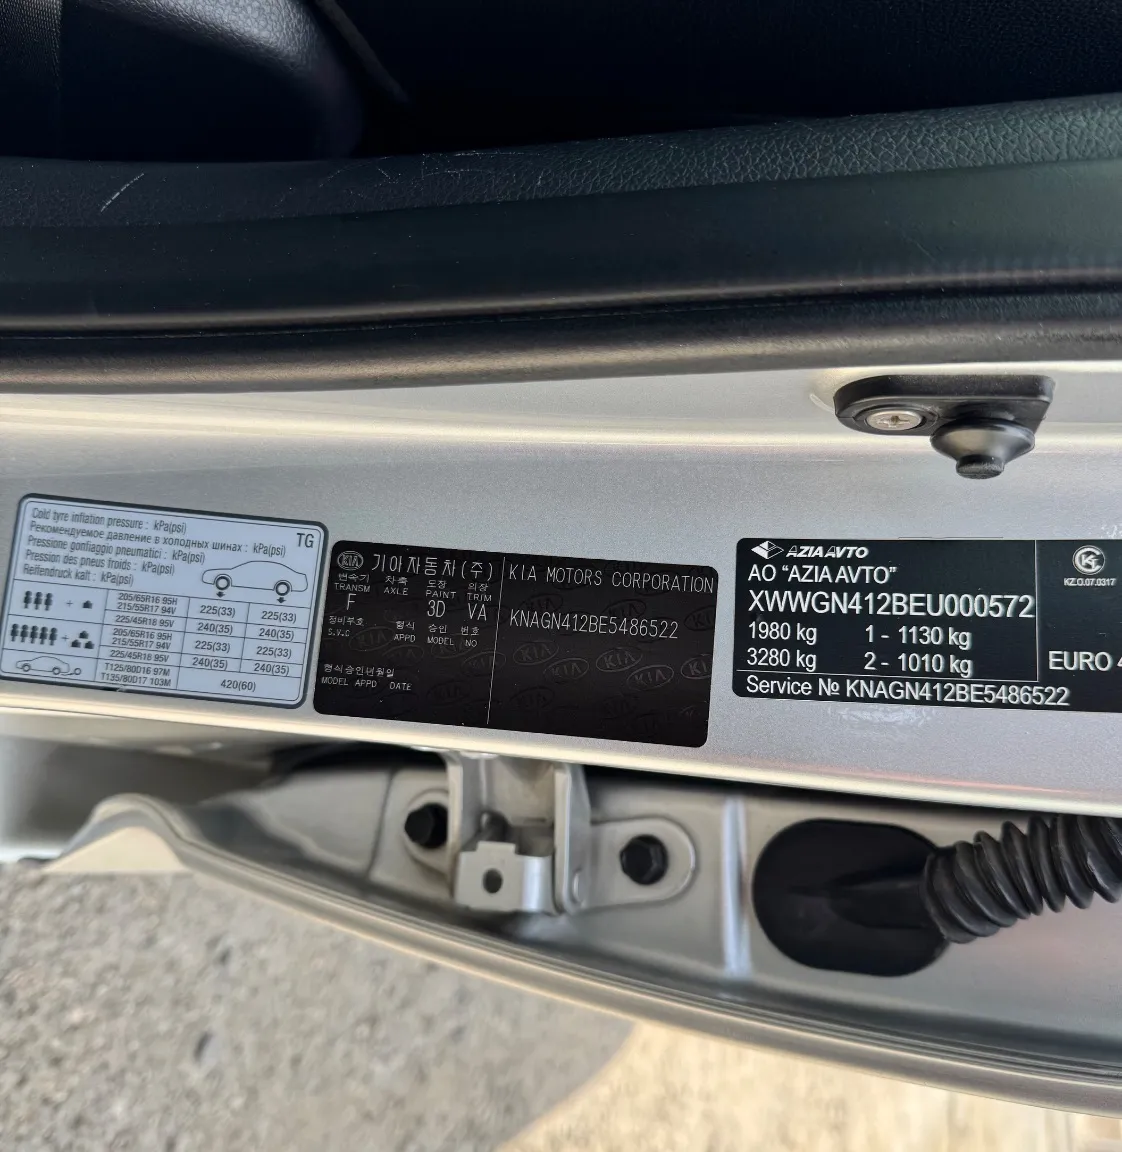 Cold tyre inflation pressure : kPa(psi)
Рекомендуемое давление в холодных шинах : kPa(psi)
Pressione gonfiaggio pneumatici : kPa(psi)
Pression des pneus froids : kPa(psi)
Reifendruck kalt : kPa(psi)
TG
205/65R16 95H
215/55R17 94V
225(33) 225(33)
225/45R18 95V
240(35) 240(35)
205/65R16 95H
215/55R17 94V
225(33) 225(33)
225/45R18 95V
240(35) 240(35)
T125/80D16 97M
T135/80D17 103M
420(60)
KIA 기아자동차(주)
변속기 차축 도장 외장
TRANSM AXLE PAINT TRIM
F 3D VA
정비부호 형식 승인 번호
S.V.C APPD MODEL NO
형식승인년월일
MODEL APPD DATE
KIA MOTORS CORPORATION
KNAGN412BE5486522
KIA KIA KIA
AZIA AVTO
АО "AZIA AVTO"
XWWGN412BEU000572
1980 kg 1 - 1130 kg
3280 kg 2 - 1010 kg
Service № KNAGN412BE5486522
KZ.O.07.0317
EURO 4